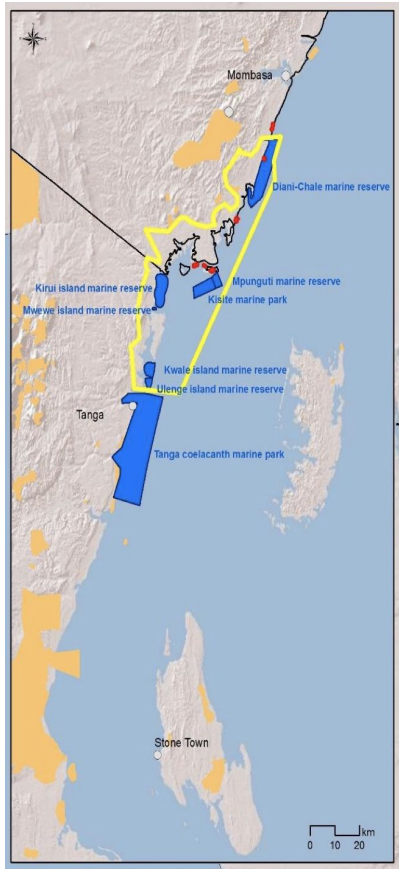 Mombasa
Diani-Chale marine reserve
Mpunguti marine reserve
Kirui island marine reserve
Kisite marine park
Mwewe island marine reserve
Kwale island marine reserve
Ulenge island marine reserve
Tanga
Tanga coelacanth marine park
Stone Town
km
0 10 20